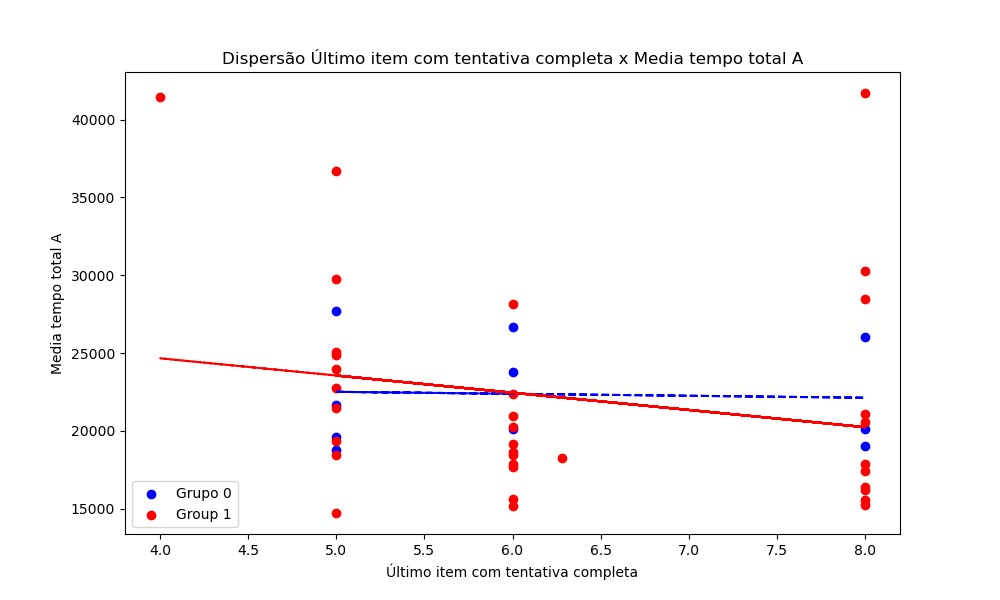 Dispersão Último item com tentativa completa x Media tempo total A
Media tempo total A
40000
35000
30000
25000
20000
15000
Grupo 0
Group 1
4.0 4.5 5.0 5.5 6.0 6.5 7.0 7.5 8.0
Último item com tentativa completa